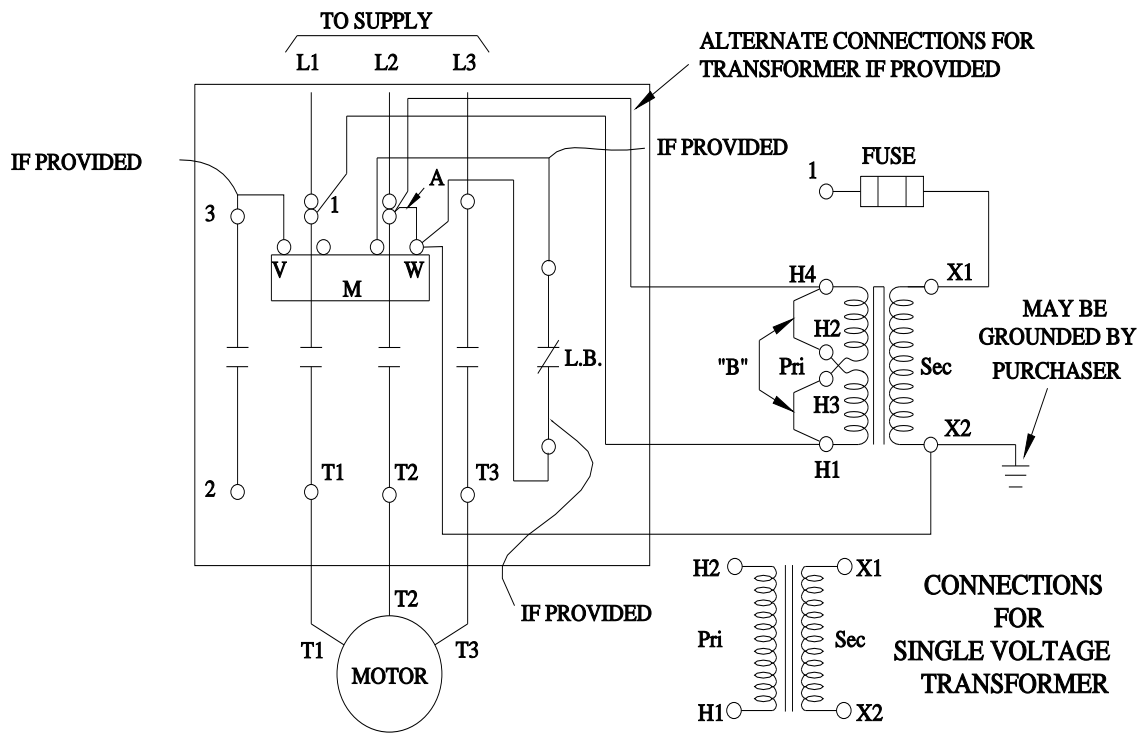 TO SUPPLY
L1 L2 L3
ALTERNATE CONNECTIONS FOR
TRANSFORMER IF PROVIDED
IF PROVIDED
IF PROVIDED
A
1
FUSE
3
1
V
W
M
H4
X1
MAY BE
GROUNDED BY
PURCHASER
H2
"B"
Pri
Sec
L.B.
H3
X2
H1
2
T1
T2
T3
IF PROVIDED
T2
T1
T3
MOTOR
H2
X1
Pri
Sec
H1
X2
CONNECTIONS
FOR
SINGLE VOLTAGE
TRANSFORMER